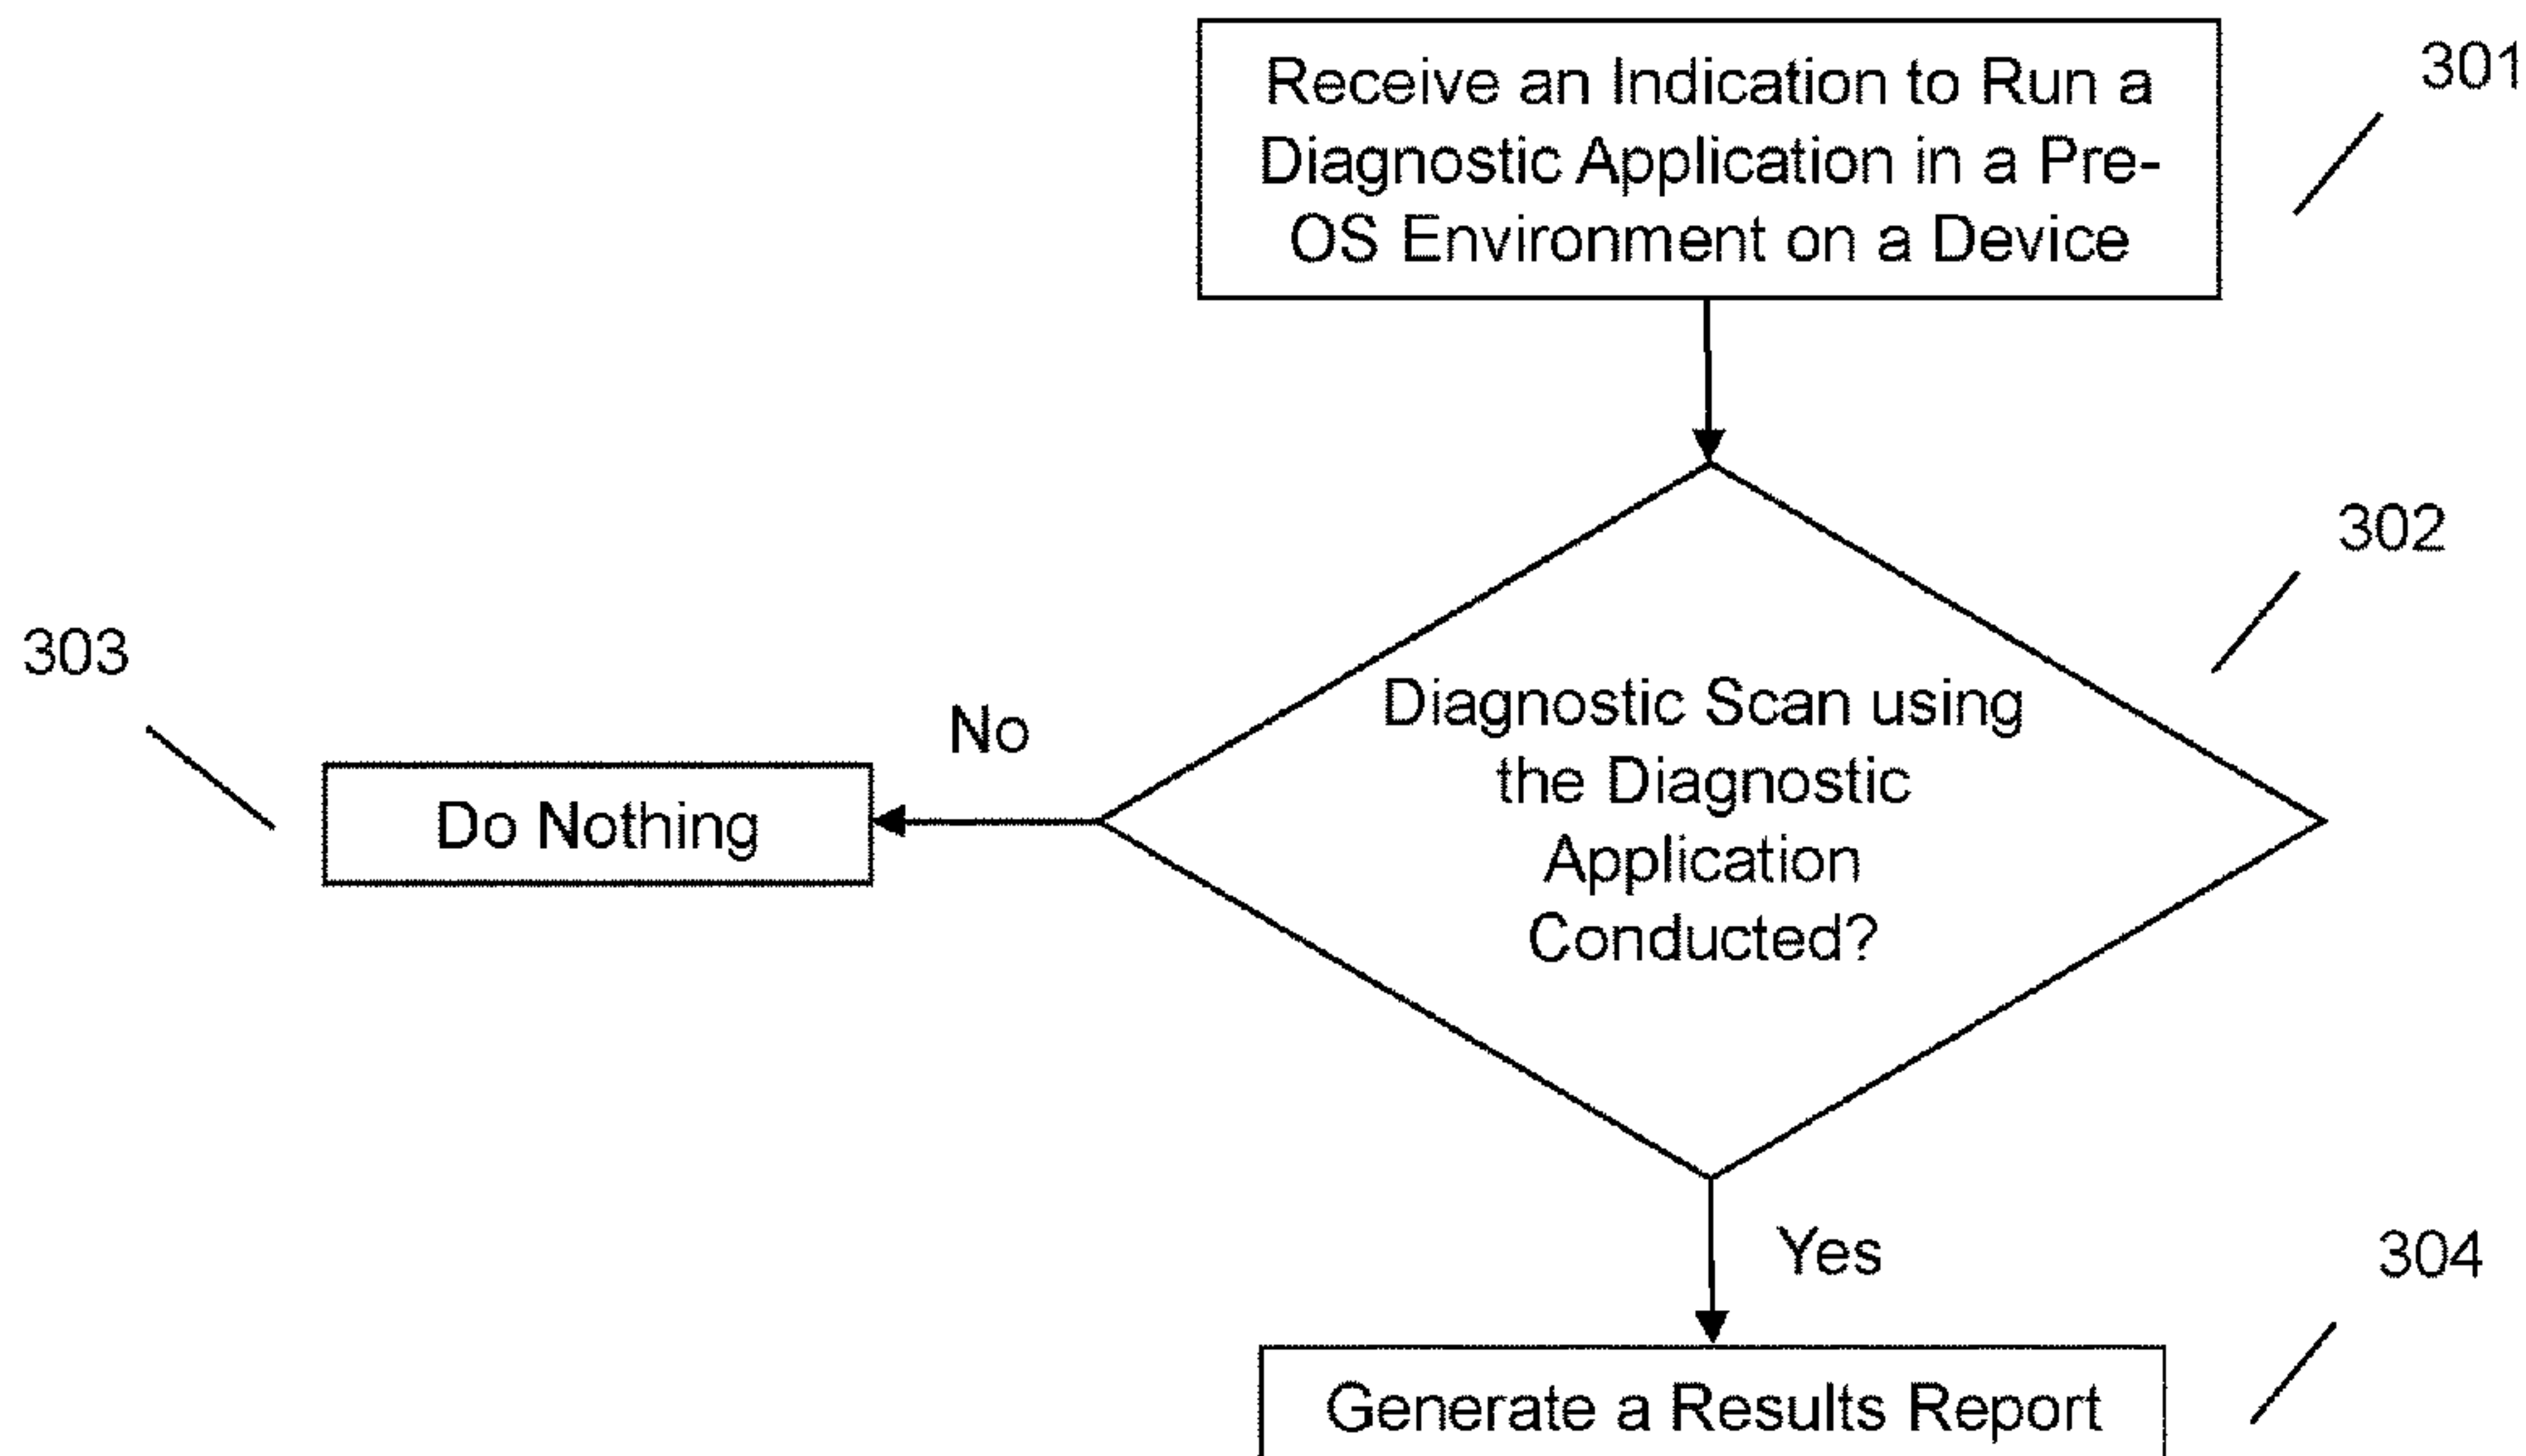 Receive an Indication to Run a
Diagnostic Application in a Pre-
OS Environment on a Device
301
302
Diagnostic Scan using
the Diagnostic
Application
Conducted?
303
No
Do Nothing
Yes
304
Generate a Results Report